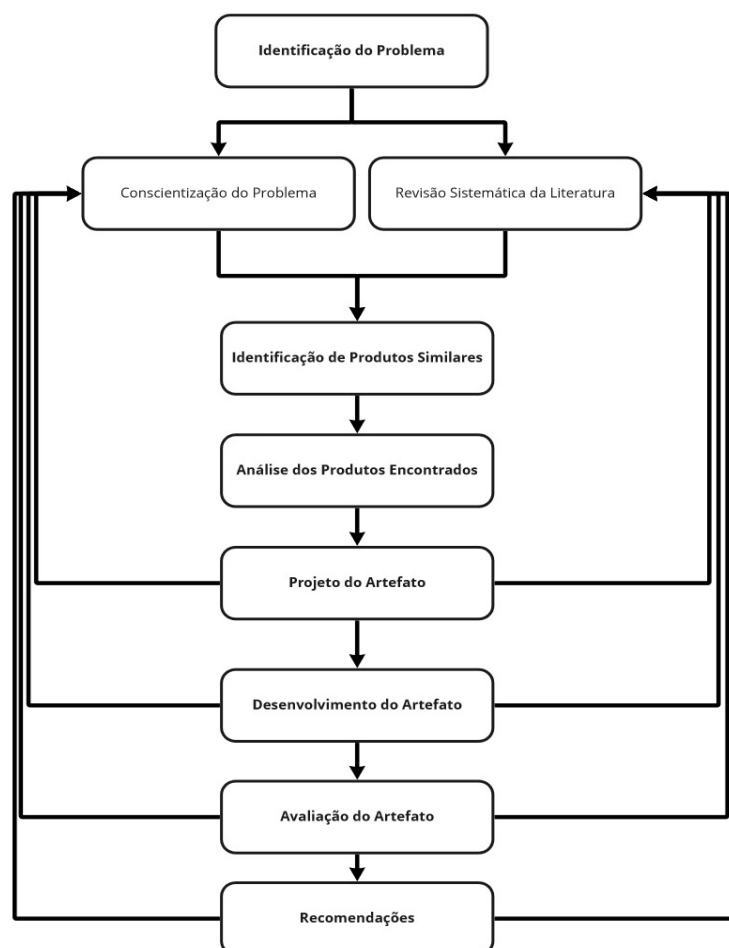 Identificação do Problema
Conscientização do Problema
Revisão Sistemática da Literatura
Identificação de Produtos Similares
Análise dos Produtos Encontrados
Projeto do Artefato
Desenvolvimento do Artefato
Avaliação do Artefato
Recomendações